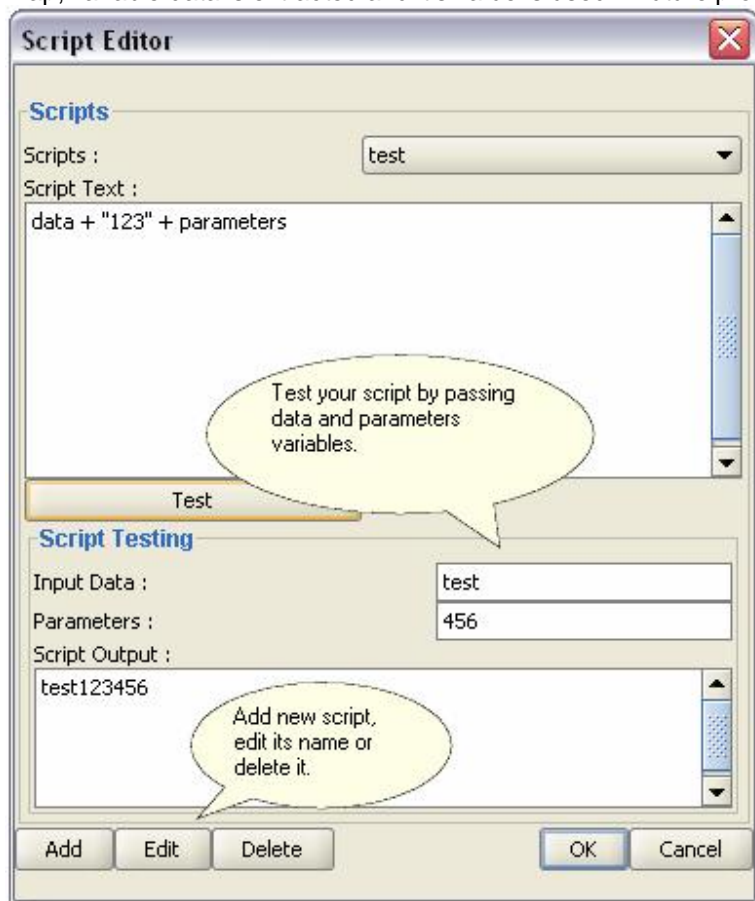 Script Editor
Scripts
Scripts :
test
Script Text :
data + "123" + parameters
Test your script by passing
data and parameters
variables.
Test
Script Testing
Input Data :
test
Parameters :
456
Script Output :
test123456
Add new script,
edit its name or
delete it.
Add
Edit
Delete
OK
Cancel